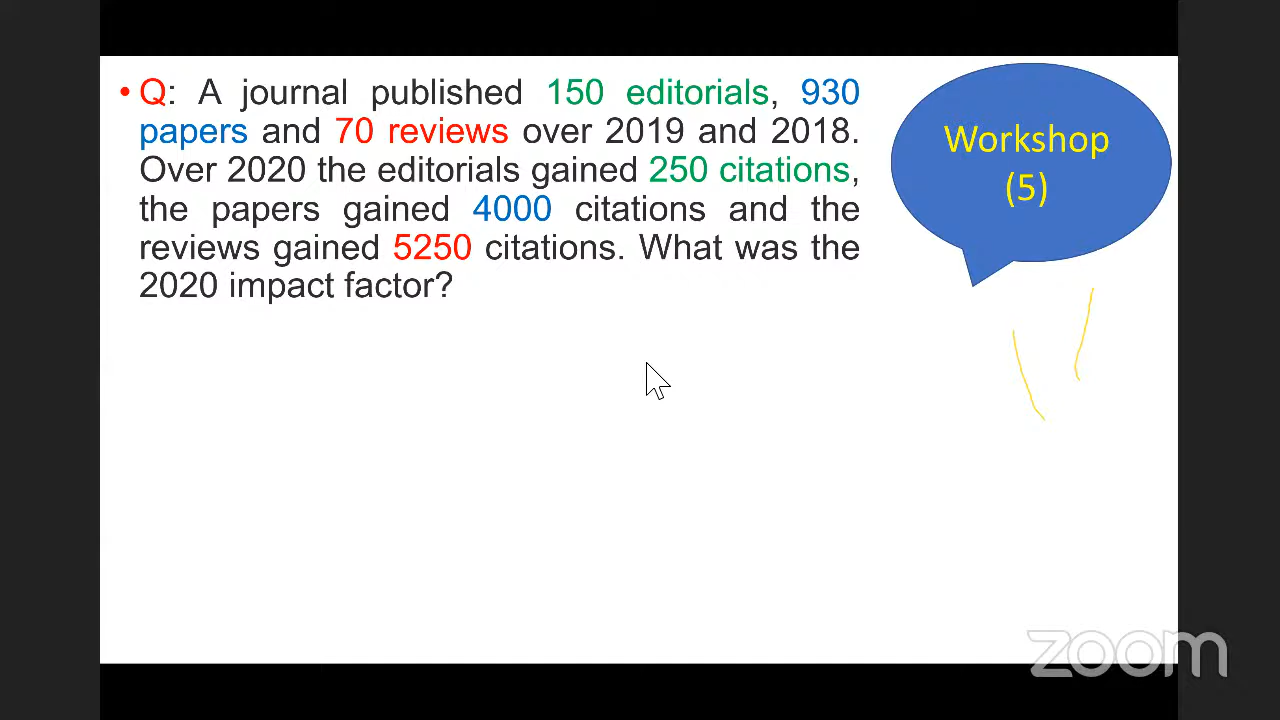 • Q: A journal published 150 editorials, 930
papers and 70 reviews over 2019 and 2018.
Over 2020 the editorials gained 250 citations,
the papers gained 4000 citations and the
reviews gained 5250 citations. What was the
2020 impact factor?
Workshop
(5)
zoom